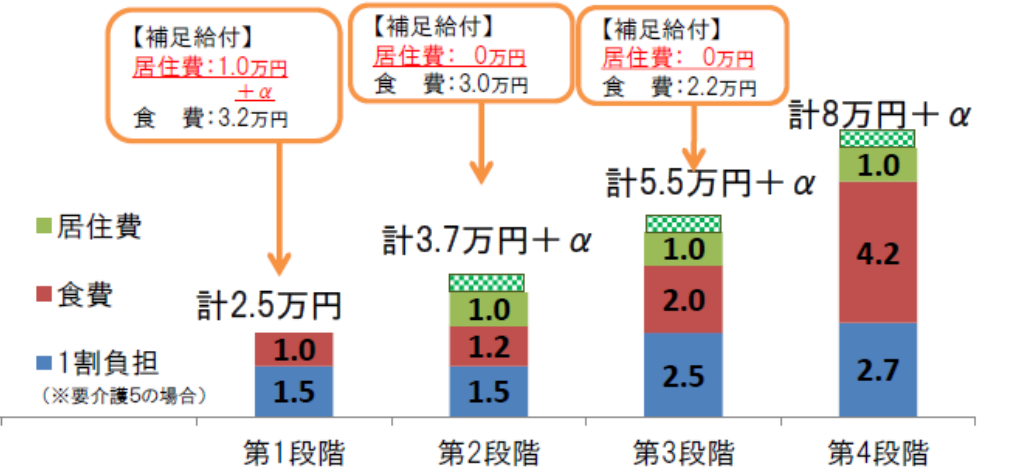 【補足給付】
居住費：1.0万円
＋α
食　費：3.2万円
【補足給付】
居住費：　0万円
食　費：3.0万円
【補足給付】
居住費：　0万円
食　費：2.2万円
計8万円＋α
計5.5万円＋α
計3.7万円＋α
計2.5万円
居住費
食費
1割負担
（※要介護5の場合）
1.0
1.5
1.0
1.2
1.5
1.0
2.0
2.5
1.0
4.2
2.7
第1段階
第2段階
第3段階
第4段階